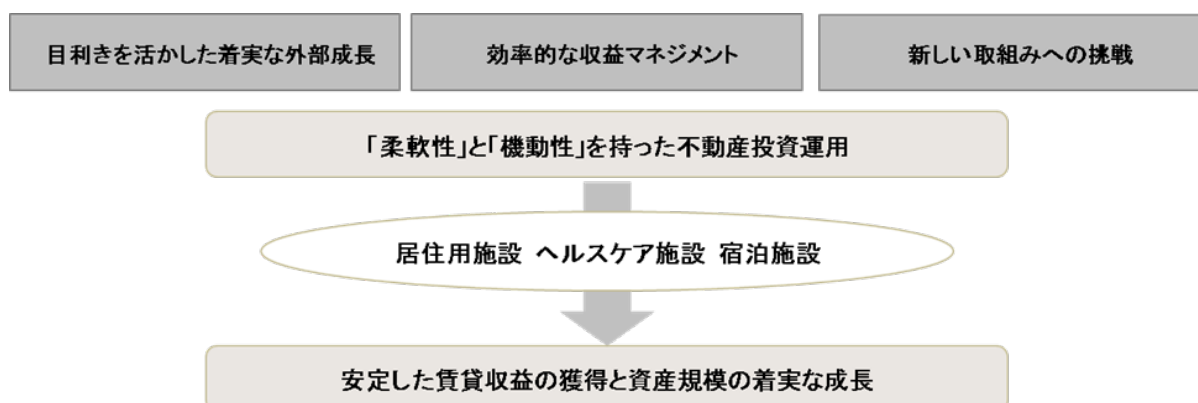 目利きを活かした着実な外部成長
効率的な収益マネジメント
新しい取組みへの挑戦
「柔軟性」と「機動性」を持った不動産投資運用
居住用施設 ヘルスケア施設 宿泊施設
安定した賃貸収益の獲得と資産規模の着実な成長